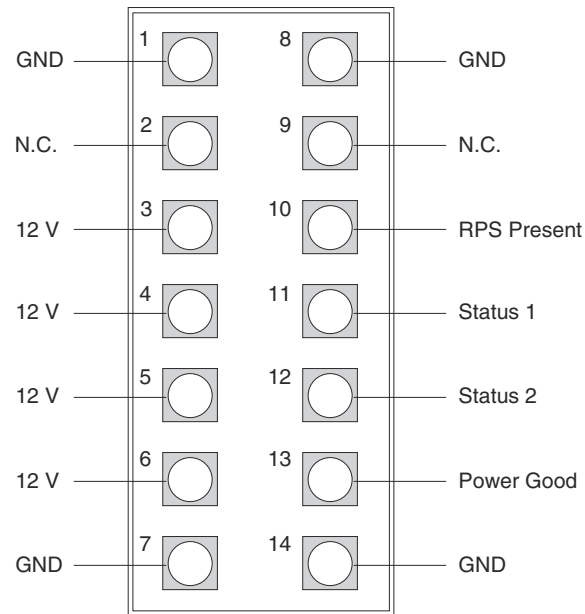 GND 1 8 GND
N.C. 2 9 N.C.
12 V 3 10 RPS Present
12 V 4 11 Status 1
12 V 5 12 Status 2
12 V 6 13 Power Good
GND 7 14 GND